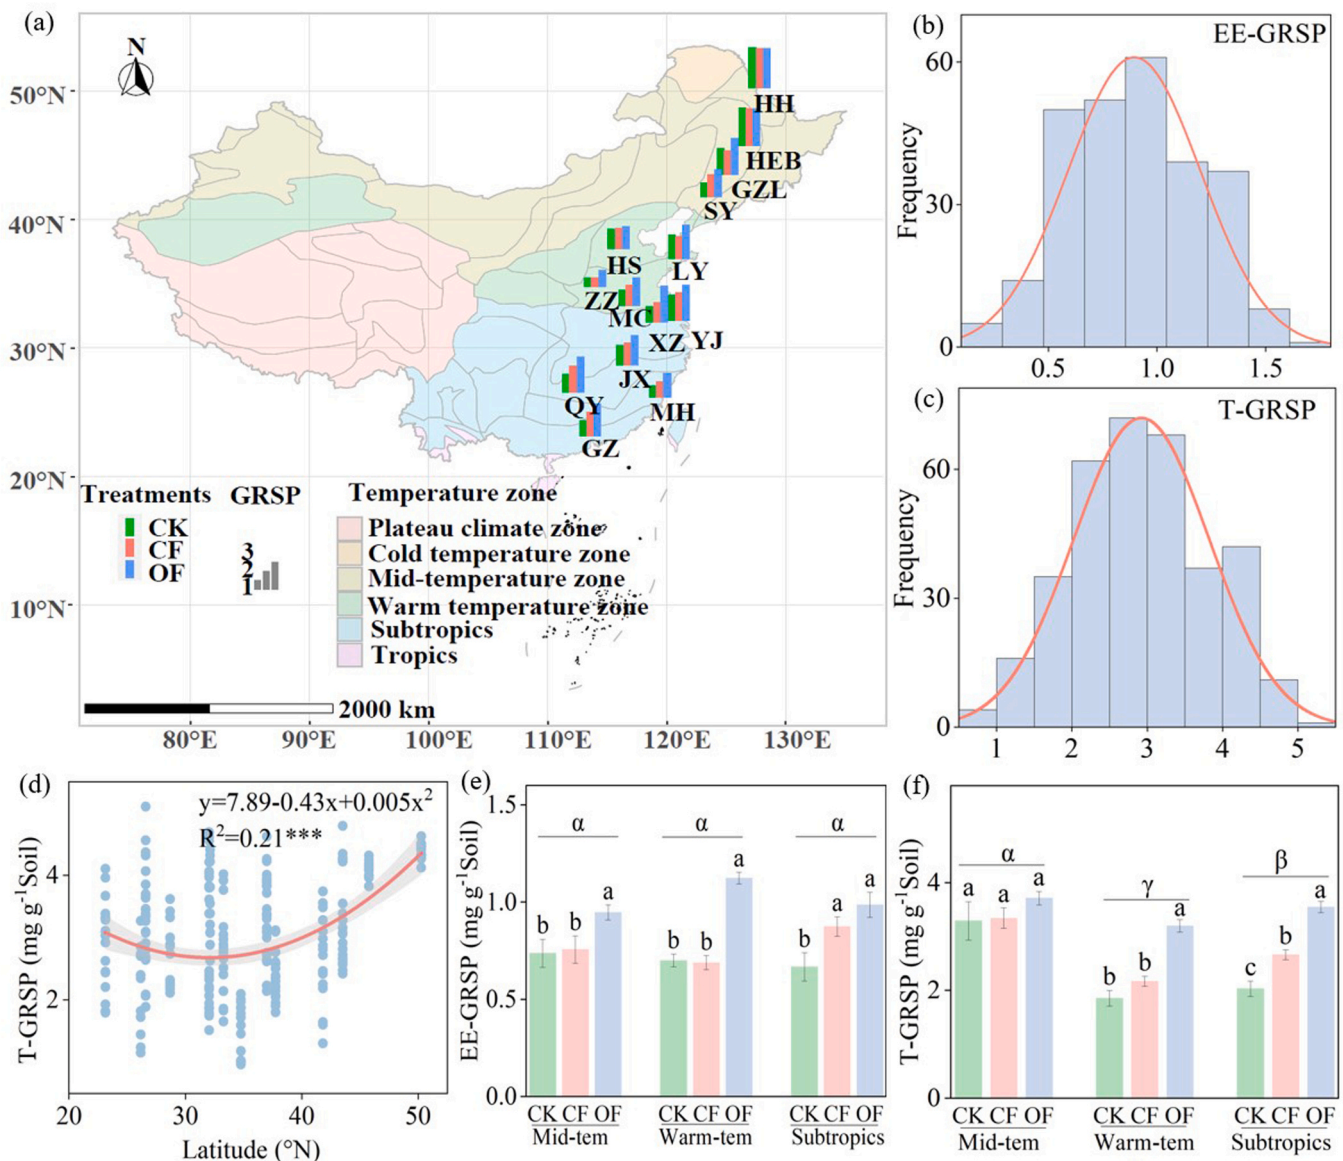 (a)
N
50°N
40°N
30°N
20°N
10°N
HH
HEB
GZL
SY
HS
LY
ZZ
MC
XZ YJ
JX
QY
MH
GZ
Treatments GRSP
CK
CF
OF
3
2
1
Temperature zone
Plateau climate zone
Cold temperature zone
Mid-temperature zone
Warm temperature zone
Subtropics
Tropics
2000 km
80°E 90°E 100°E 110°E 120°E 130°E
(b)
EE-GRSP
Frequency
60
30
0
0.5 1.0 1.5
(c)
T-GRSP
Frequency
60
30
0
1 2 3 4 5
(d)
y=7.89-0.43x+0.005x²
R²=0.21***
T-GRSP (mg g⁻¹Soil)
4
2
20 30 40 50
Latitude (°N)
(e)
EE-GRSP (mg g⁻¹Soil)
1.5
1.0
0.5
0.0
α α α
b b a b b a b a a
CK CF OF CK CF OF CK CF OF
Mid-tem Warm-tem Subtropics
(f)
T-GRSP (mg g⁻¹Soil)
4
2
0
α γ β
a a a b b a c b a
CK CF OF CK CF OF CK CF OF
Mid-tem Warm-tem Subtropics